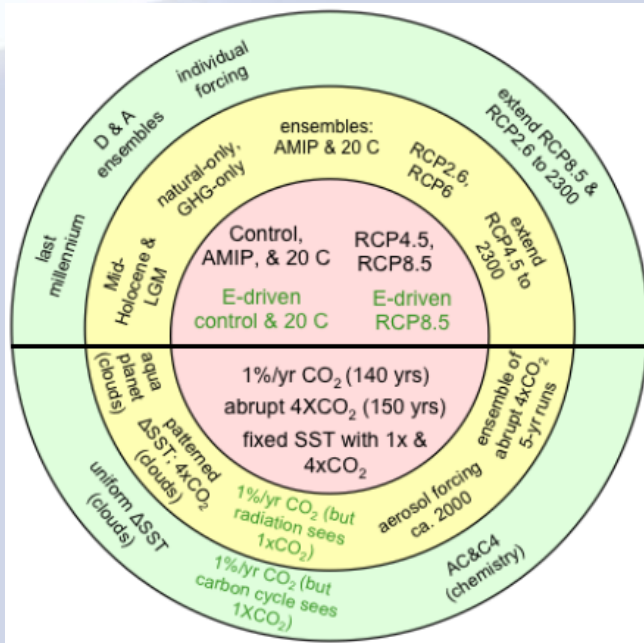 individual
forcing
D & A
ensembles
last
millennium
extend RCP8.5 &
RCP2.6 to 2300
natural-only,
GHG-only
ensembles:
AMIP & 20 C
RCP2.6,
RCP6
Mid-
Holocene &
LGM
extend
RCP4.5 to
2300
Control,
AMIP, & 20 C
RCP4.5,
RCP8.5
E-driven
control & 20 C
E-driven
RCP8.5
1%/yr CO₂ (140 yrs)
abrupt 4XCO₂ (150 yrs)
fixed SST with 1x &
4xCO₂
aqua
planet
(clouds)
patterned
ΔSST; 4xCO₂
(clouds)
1%/yr CO₂ (but
radiation sees
1xCO₂)
aerosol forcing
ca. 2000
ensemble of
abrupt 4xCO₂
5-yr runs
uniform ΔSST
(clouds)
1%/yr CO₂ (but
carbon cycle sees
1XCO₂)
AC&C4
(chemistry)